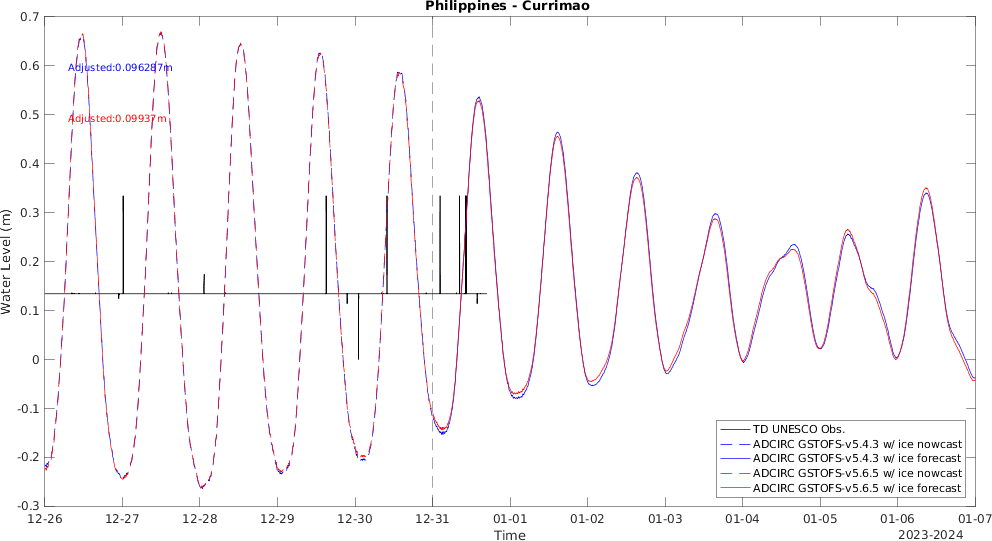 Philippines - Currimao
Water Level (m)
0.7
0.6
0.5
0.4
0.3
0.2
0.1
0
-0.1
-0.2
-0.3
Adjusted:0.096287m
Adjusted:0.09937m
TD UNESCO Obs.
ADCIRC GSTOFS-v5.4.3 w/ ice nowcast
ADCIRC GSTOFS-v5.4.3 w/ ice forecast
ADCIRC GSTOFS-v5.6.5 w/ ice nowcast
ADCIRC GSTOFS-v5.6.5 w/ ice forecast
12-26 12-27 12-28 12-29 12-30 12-31 01-01 01-02 01-03 01-04 01-05 01-06 01-07
Time
2023-2024